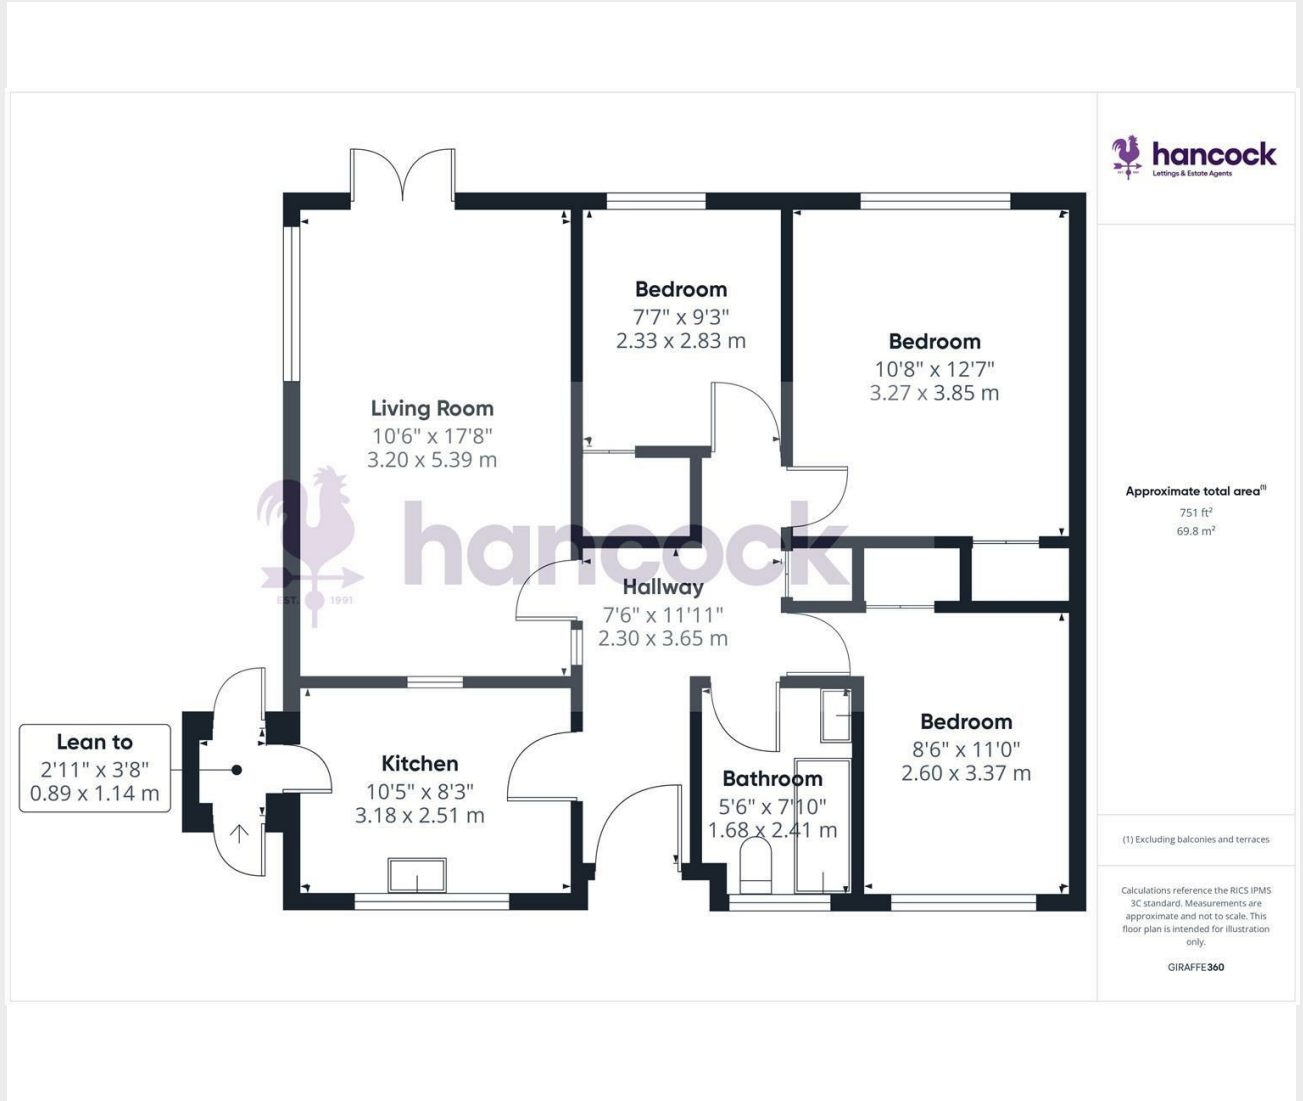 hancock
Lettings & Estate Agents
Bedroom
7'7" x 9'3"
2.33 x 2.83 m
Bedroom
10'8" x 12'7"
3.27 x 3.85 m
Living Room
10'6" x 17'8"
3.20 x 5.39 m
hancock
EST. 1991
Hallway
7'6" x 11'11"
2.30 x 3.65 m
Lean to
2'11" x 3'8"
0.89 x 1.14 m
Kitchen
10'5" x 8'3"
3.18 x 2.51 m
Bathroom
5'6" x 7'10"
1.68 x 2.41 m
Bedroom
8'6" x 11'0"
2.60 x 3.37 m
Approximate total area(1)
751 ft²
69.8 m²
(1) Excluding balconies and terraces
Calculations reference the RICS IPMS
3C standard. Measurements are
approximate and not to scale. This
floor plan is intended for illustration
only.
GIRAFFE360